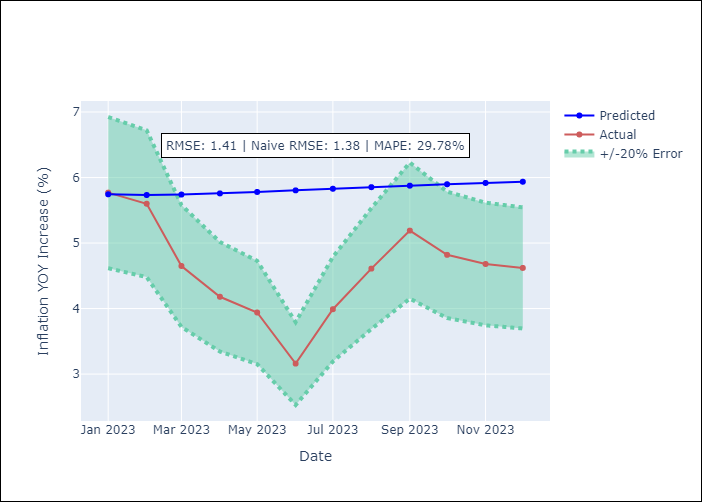 RMSE: 1.41 | Naive RMSE: 1.38 | MAPE: 29.78%
Predicted
Actual
+/-20% Error
7
6
5
4
3
Inflation YOY Increase (%)
Jan 2023
Mar 2023
May 2023
Jul 2023
Sep 2023
Nov 2023
Date